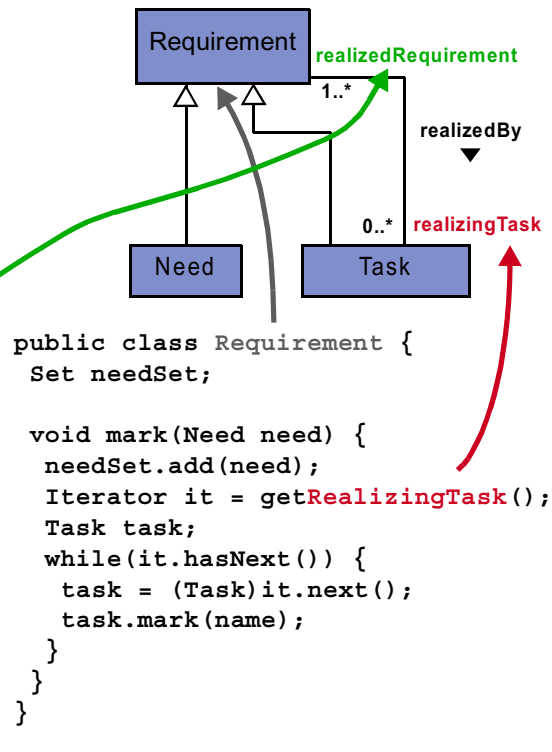 Requirement
realizedRequirement
1..*
realizedBy
0..*
realizingTask
Need
Task
public class Requirement {
Set needSet;
void mark(Need need) {
needSet.add(need);
Iterator it = getRealizingTask();
Task task;
while(it.hasNext()) {
task = (Task)it.next();
task.mark(name);
}
}
}